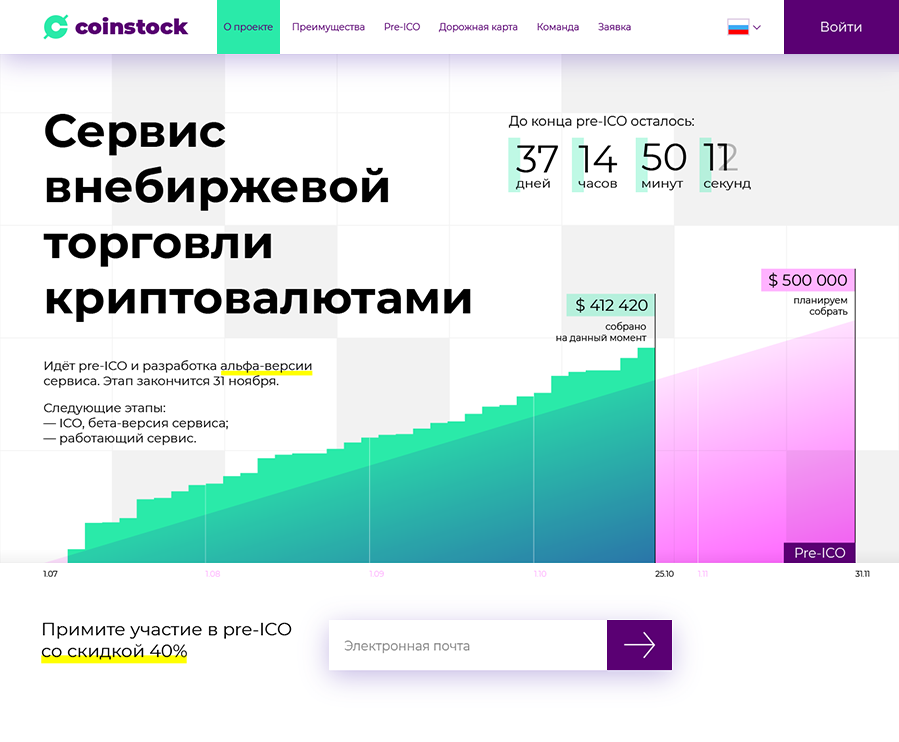 coinstock
О проекте
Преимущества
Pre-ICO
Дорожная карта
Команда
Заявка
Войти
Сервис
внебиржевой
торговли
криптовалютами
До конца pre-ICO осталось:
37 14 50 11
дней часов минут секунд
$ 500 000
планируем
собрать
$ 412 420
собрано
на данный момент
Идёт pre-ICO и разработка альфа-версии
сервиса. Этап закончится 31 ноября.
Следующие этапы:
— ICO, бета-версия сервиса;
— работающий сервис.
Pre-ICO
1.07 1.08 1.09 1.10 25.10 1.11 31.11
Примите участие в pre-ICO
со скидкой 40%
Электронная почта